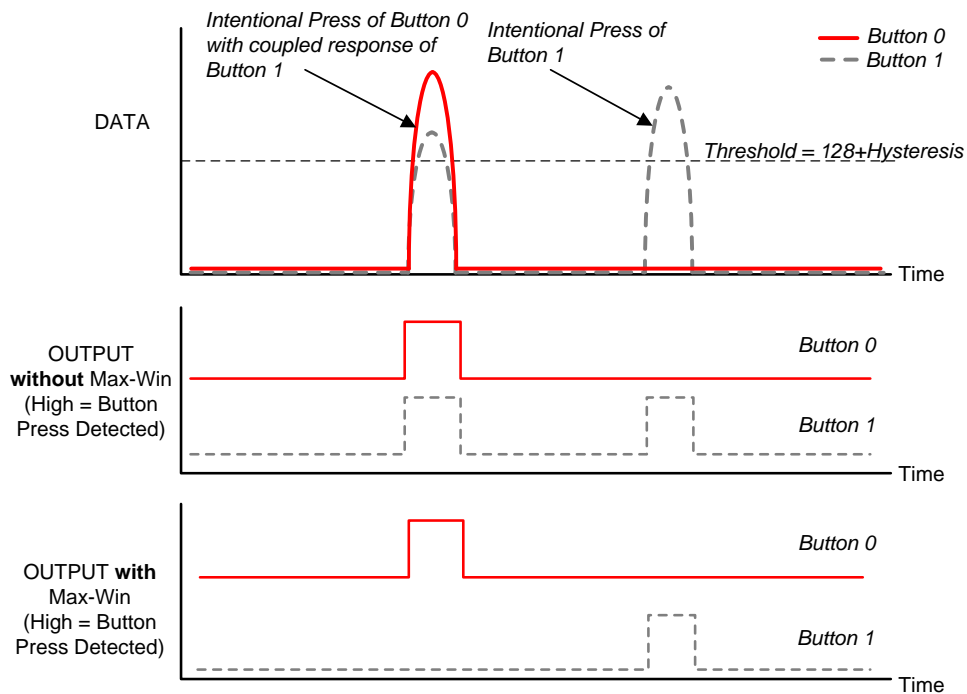 Intentional Press of Button 0
with coupled response of
Button 1
Intentional Press of
Button 1
Button 0
Button 1
DATA
Threshold = 128+Hysteresis
Time
OUTPUT
without Max-Win
(High = Button
Press Detected)
Button 0
Button 1
Time
OUTPUT with
Max-Win
(High = Button
Press Detected)
Button 0
Button 1
Time